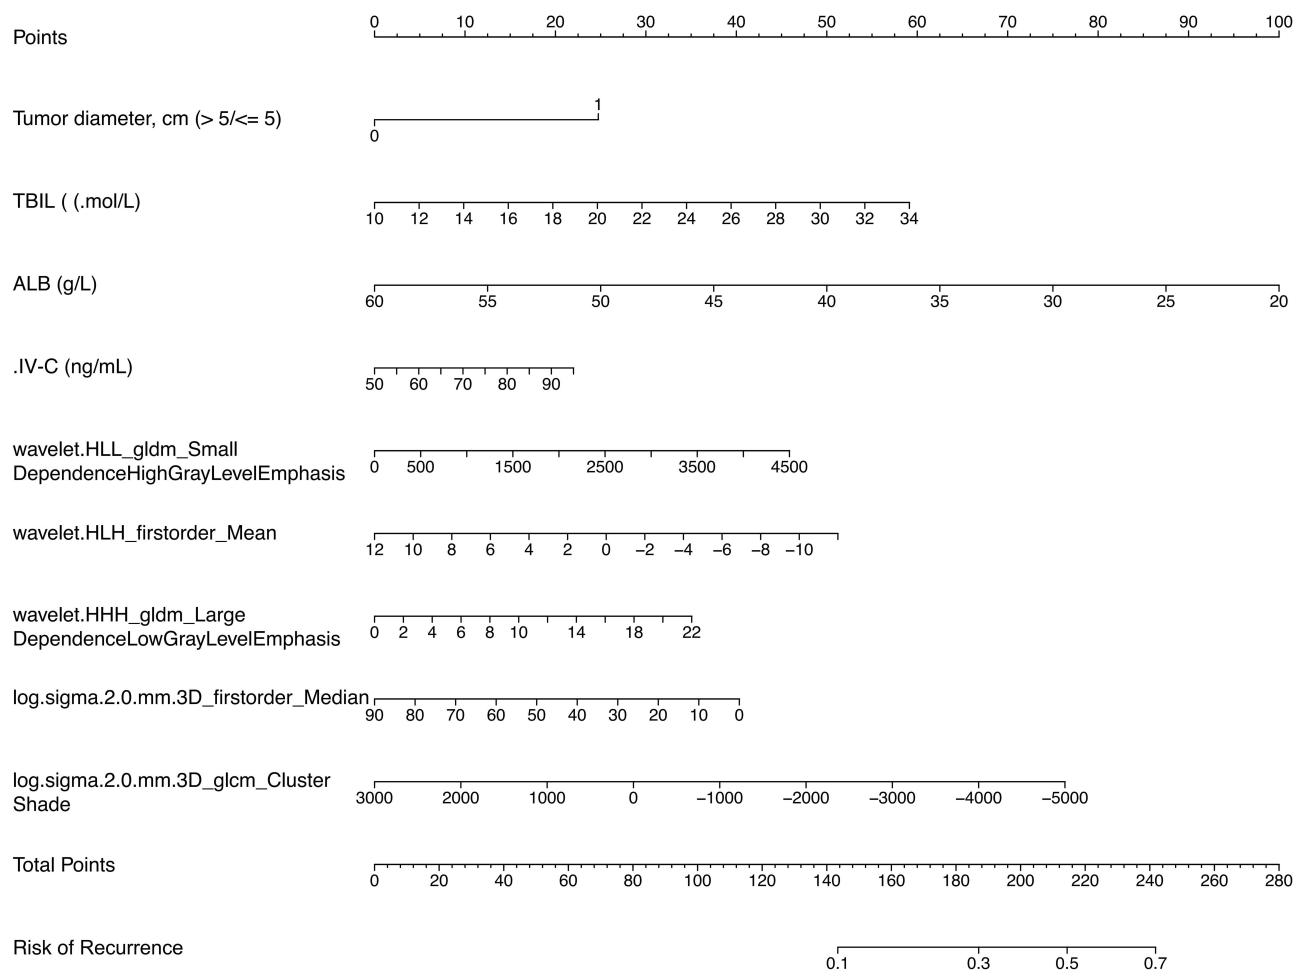 0 10 20 30 40 50 60 70 80 90 100
Points
Tumor diameter, cm (> 5/<= 5)
1
0
TBIL ( (.mol/L)
10 12 14 16 18 20 22 24 26 28 30 32 34
ALB (g/L)
60 55 50 45 40 35 30 25 20
.IV-C (ng/mL)
50 60 70 80 90
wavelet.HLL_gldm_Small
DependenceHighGrayLevelEmphasis
0 500 1500 2500 3500 4500
wavelet.HLH_firstorder_Mean
12 10 8 6 4 2 0 −2 −4 −6 −8 −10
wavelet.HHH_gldm_Large
DependenceLowGrayLevelEmphasis
0 2 4 6 8 10 14 18 22
log.sigma.2.0.mm.3D_firstorder_Median
90 80 70 60 50 40 30 20 10 0
log.sigma.2.0.mm.3D_glcm_Cluster
Shade
3000 2000 1000 0 −1000 −2000 −3000 −4000 −5000
Total Points
0 20 40 60 80 100 120 140 160 180 200 220 240 260 280
Risk of Recurrence
0.1 0.3 0.5 0.7